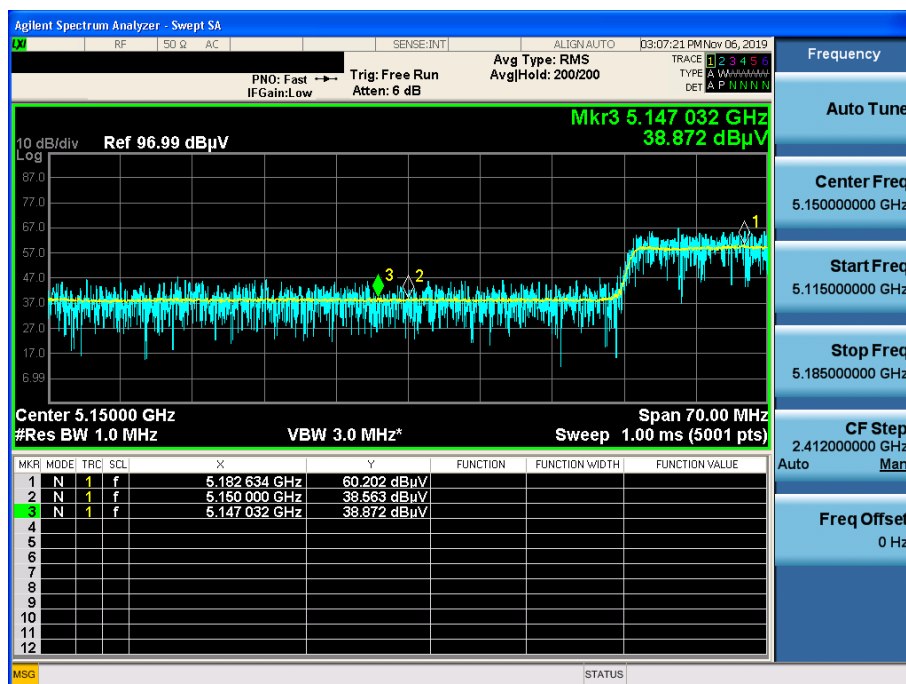 Agilent Spectrum Analyzer - Swept SA
LXI RF 50 Ω AC SENSE:INT ALIGN AUTO 03:07:21 PM Nov 06, 2019
PNO: Fast IFGain:Low
Trig: Free Run
Atten: 6 dB
Avg Type: RMS
Avg|Hold: 200/200
TRACE 1 2 3 4 5 6
TYPE A WWWWW
DET A P N N N N
Mkr3 5.147 032 GHz
38.872 dBµV
10 dB/div Ref 96.99 dBµV
Log
87.0
77.0
67.0
57.0
47.0
37.0
27.0
17.0
6.99
1
3
2
Center 5.15000 GHz Span 70.00 MHz
#Res BW 1.0 MHz VBW 3.0 MHz* Sweep 1.00 ms (5001 pts)
MKR MODE TRC SCL X Y FUNCTION FUNCTION WIDTH FUNCTION VALUE
1 N 1 f 5.182 634 GHz 60.202 dBµV
2 N 1 f 5.150 000 GHz 38.563 dBµV
3 N 1 f 5.147 032 GHz 38.872 dBµV
4
5
6
7
8
9
10
11
12
MSG STATUS
Frequency
Auto Tune
Center Freq
5.150000000 GHz
Start Freq
5.115000000 GHz
Stop Freq
5.185000000 GHz
CF Step
2.412000000 GHz
Auto Man
Freq Offset
0 Hz